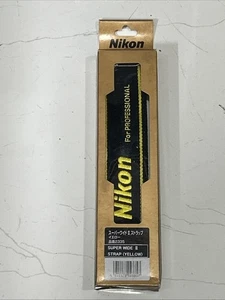 Nikon
Nikon For PROFESSIONAL
スーパーワイドⅡストラップ
イエロー
SUPER WIDE Ⅱ
STRAP (YELLOW)